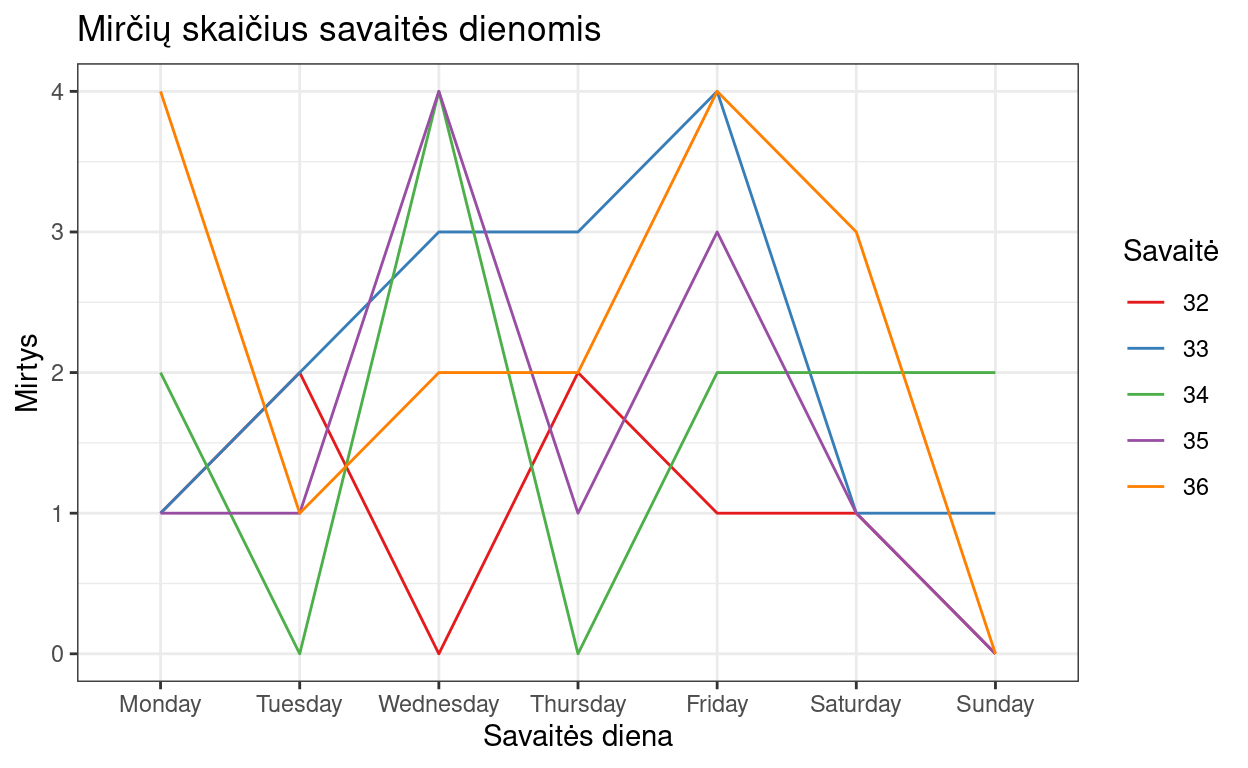 Mirčių skaičius savaitės dienomis
Mirtys
4
3
2
1
0
Monday Tuesday Wednesday Thursday Friday Saturday Sunday
Savaitės diena
Savaitė
32
33
34
35
36